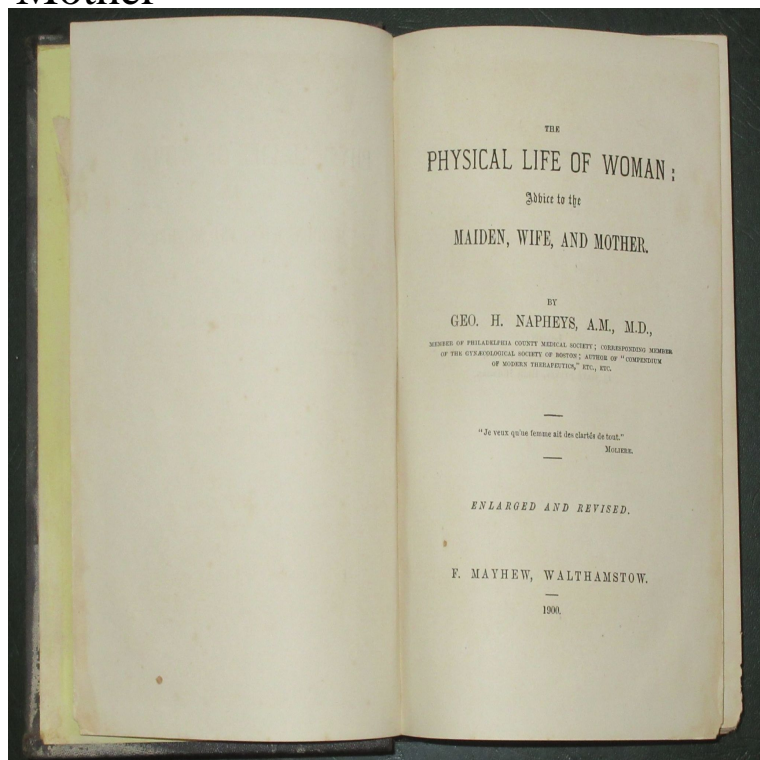 Mother
THE
PHYSICAL LIFE OF WOMAN:
Advice to the
MAIDEN, WIFE, AND MOTHER.
BY
GEO. H. NAPHEYS, A.M., M.D.,
MEMBER OF PHILADELPHIA COUNTY MEDICAL SOCIETY; CORRESPONDING MEMBER
OF THE GYNÆCOLOGICAL SOCIETY OF BOSTON; AUTHOR OF "COMPENDIUM
OF MODERN THERAPEUTICS," ETC., ETC.
"Je veux qu'ne femme ait des clartés de tout."
MOLIERE.
ENLARGED AND REVISED.
F. MAYHEW, WALTHAMSTOW.
1900.